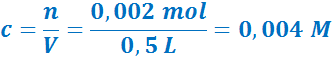 c = n/V = 0,002 mol / 0,5 L = 0,004 M